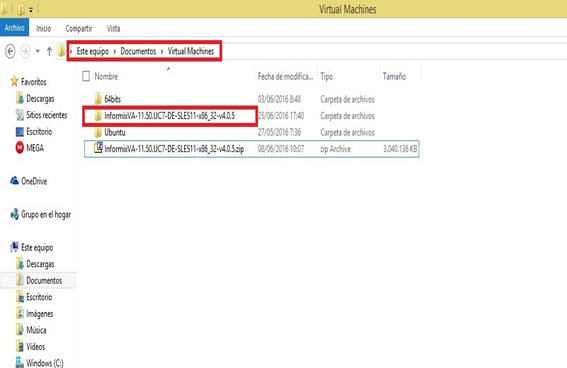 Virtual Machines
Archivo Inicio Compartir Vista
Este equipo Documentos Virtual Machines
Nombre Fecha de modifica... Tipo Tamaño
Favoritos
Descargas
Sitios recientes
Escritorio
MEGA
OneDrive
Grupo en el hogar
Este equipo
Descargas
Documentos
Escritorio
Imágenes
Música
Vídeos
Windows (C:)
64bits 03/06/2016 8:48 Carpeta de archivos
InformixVA-11.50.UC7-DE-SLES11-x86_32-v4.0.5 25/06/2016 17:40 Carpeta de archivos
Ubuntu 27/05/2016 7:36 Carpeta de archivos
InformixVA-11.50.UC7-DE-SLES11-x86_32-v4.0.5.zip 08/06/2016 10:07 zip Archive 3.040.136 KB